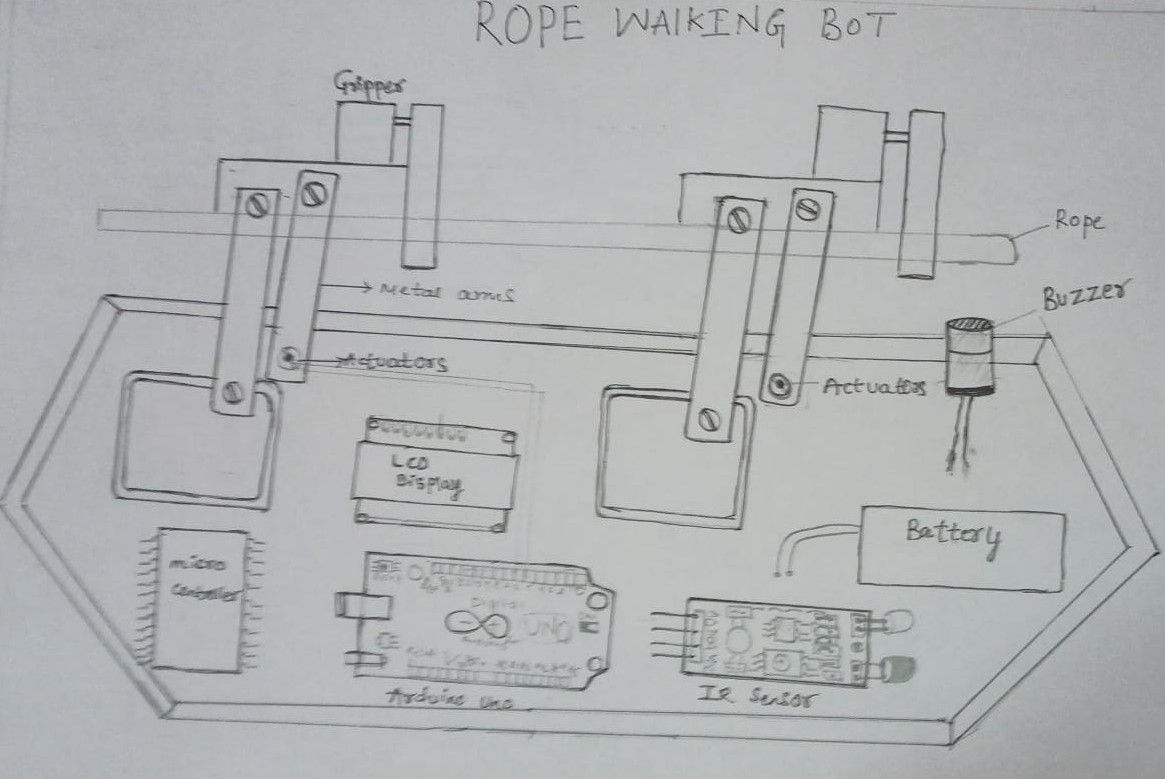 ROPE WAlKING BOT
Gripper
Rope
Metal arms
Buzzer
Actuators
Actuators
LCD
Display
Battery
micro
Controller
UNO
Arduino uno
IR Sensor